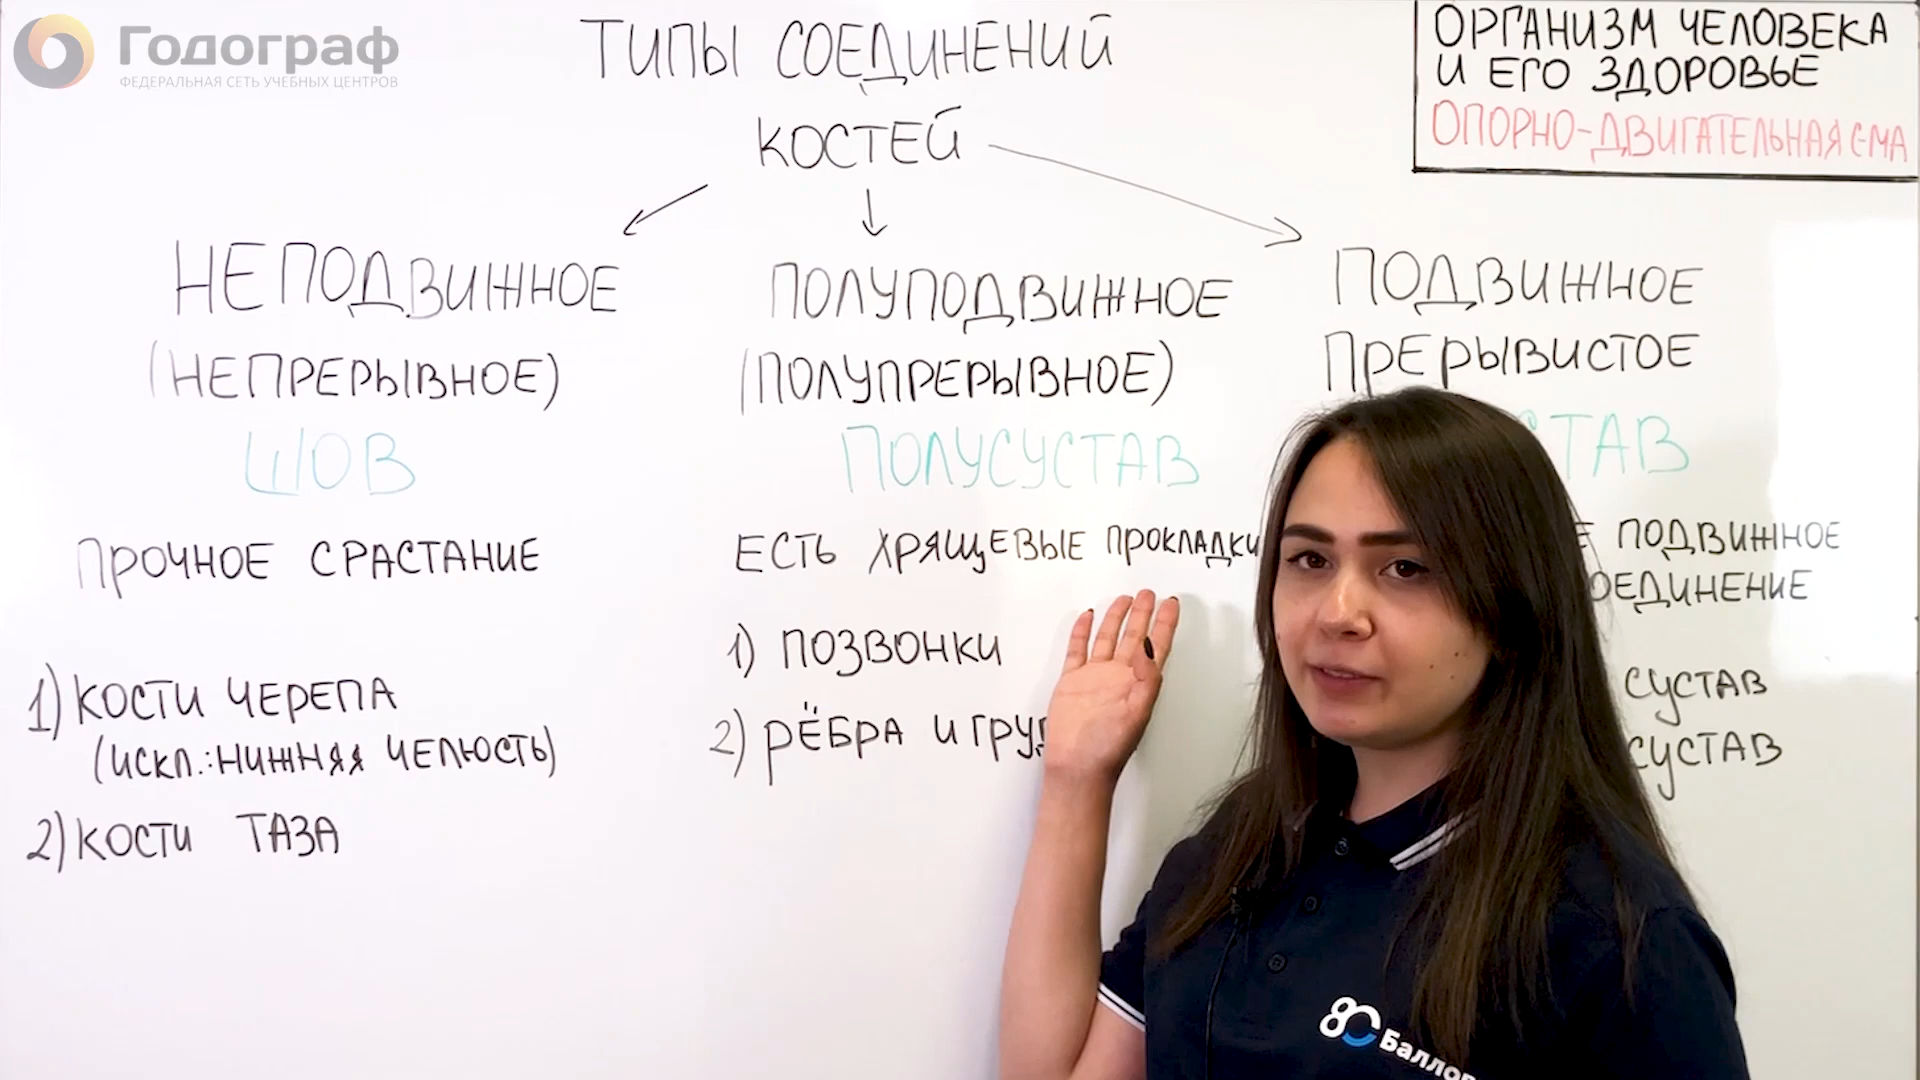 Годограф
ФЕДЕРАЛЬНАЯ СЕТЬ УЧЕБНЫХ ЦЕНТРОВ
ТИПЫ СОЕДИНЕНИЙ
КОСТЕЙ
ОРГАНИЗМ ЧЕЛОВЕКА
И ЕГО ЗДОРОВЬЕ
ОПОРНО-ДВИГАТЕЛЬНАЯ С-МА
НЕПОДВИЖНОЕ
(НЕПРЕРЫВНОЕ)
ШОВ
ПРОЧНОЕ СРАСТАНИЕ
1) КОСТИ ЧЕРЕПА
(ИСКЛ.: НИЖНЯЯ ЧЕЛЮСТЬ)
2) КОСТИ ТАЗА
ПОЛУПОДВИЖНОЕ
(ПОЛУПРЕРЫВНОЕ)
ПОЛУСУСТАВ
ЕСТЬ ХРЯЩЕВЫЕ ПРОКЛАДКИ
1) ПОЗВОНКИ
2) РЁБРА И
ПОДВИЖНОЕ
ПРЕРЫВИСТОЕ
ПОДВИЖНОЕ
СУСТАВ
СУСТАВ